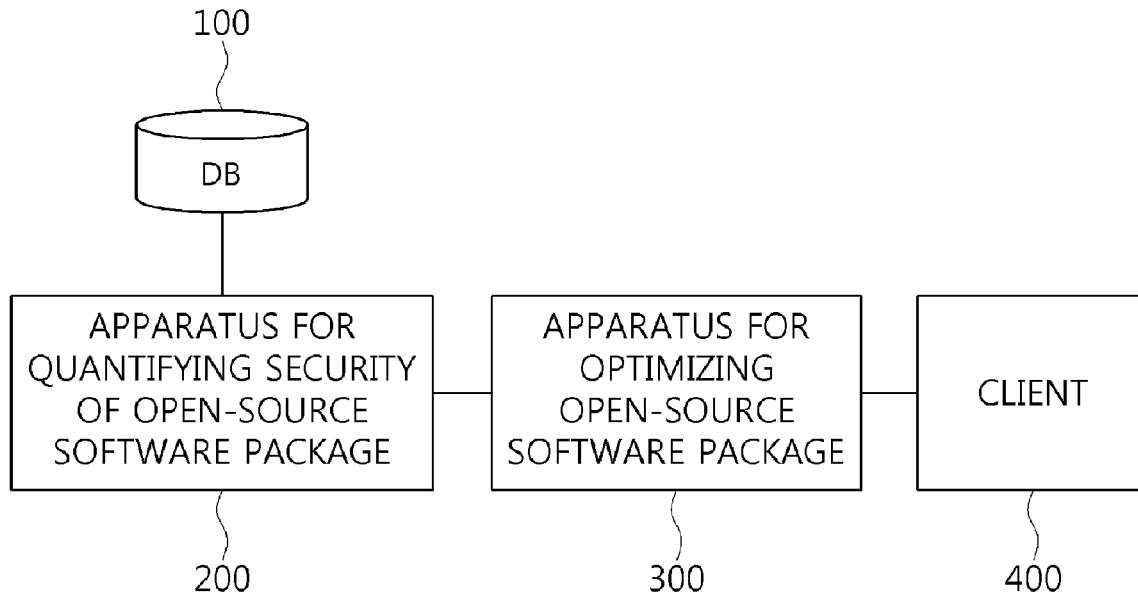 100
DB
APPARATUS FOR
QUANTIFYING SECURITY
OF OPEN-SOURCE
SOFTWARE PACKAGE
APPARATUS FOR
OPTIMIZING
OPEN-SOURCE
SOFTWARE PACKAGE
CLIENT
200
300
400